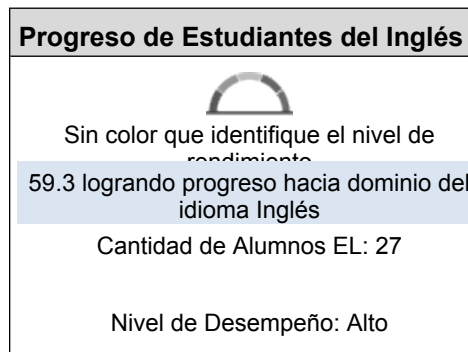 Progreso de Estudiantes del Inglés
Sin color que identifique el nivel de
rendimiento
59.3 logrando progreso hacia dominio del
idioma Inglés
Cantidad de Alumnos EL: 27
Nivel de Desempeño: Alto